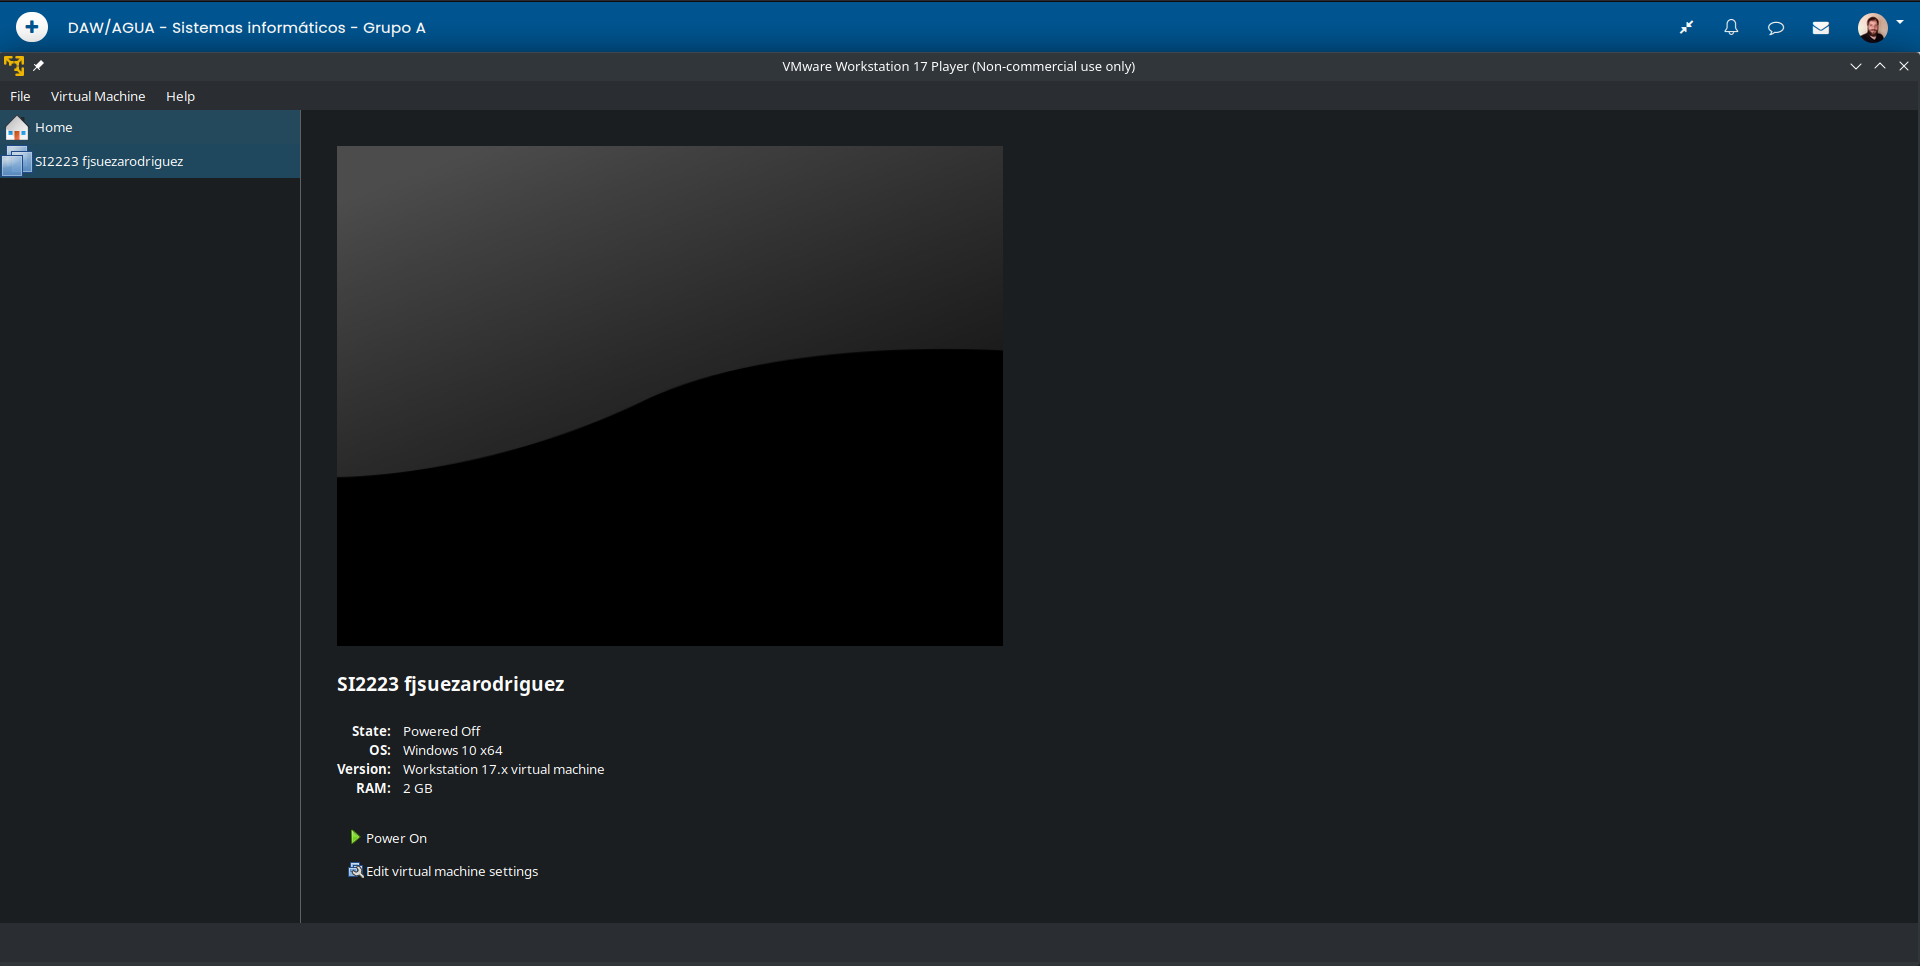 DAW/AGUA - Sistemas informáticos - Grupo A
VMware Workstation 17 Player (Non-commercial use only)
File Virtual Machine Help
Home
SI2223 fjsuezarodriguez
SI2223 fjsuezarodriguez
State: Powered Off
OS: Windows 10 x64
Version: Workstation 17.x virtual machine
RAM: 2 GB
Power On
Edit virtual machine settings